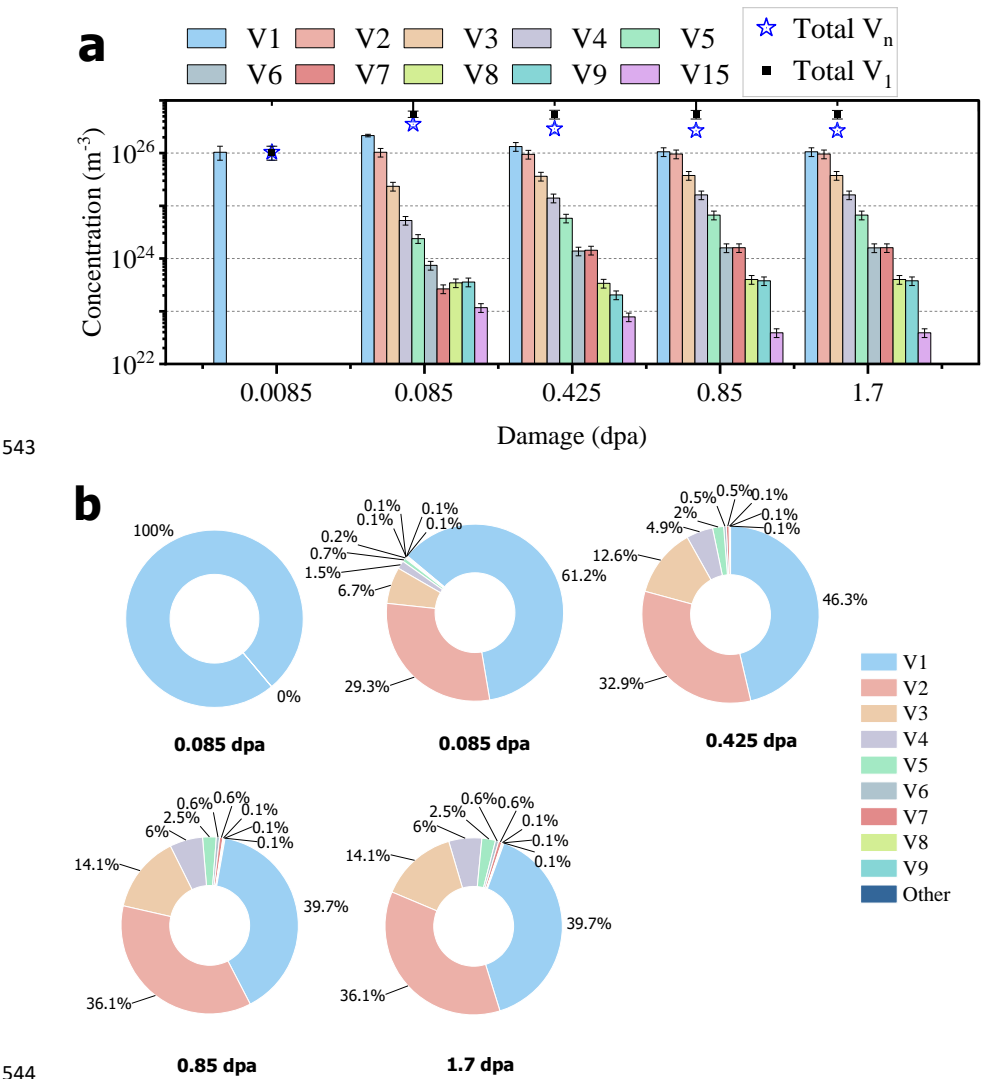 a
V1 V2 V3 V4 V5
V6 V7 V8 V9 V15
Total Vn
Total V1
Concentration (m-3)
10^26
10^24
10^22
0.0085 0.085 0.425 0.85 1.7
Damage (dpa)
543
b
100%
0%
0.085 dpa
0.1%
0.1%
0.1%
0.1%
0.2%
0.7%
1.5%
6.7%
61.2%
29.3%
0.085 dpa
0.5% 0.5% 0.1%
2% 0.1%
4.9% 0.1%
12.6%
46.3%
32.9%
0.425 dpa
V1
V2
V3
V4
V5
V6
V7
V8
V9
Other
0.6% 0.6%
2.5% 0.1%
6% 0.1%
0.1%
14.1%
39.7%
36.1%
0.85 dpa
0.6% 0.6%
2.5% 0.1%
6% 0.1%
14.1% 0.1%
39.7%
36.1%
1.7 dpa
544